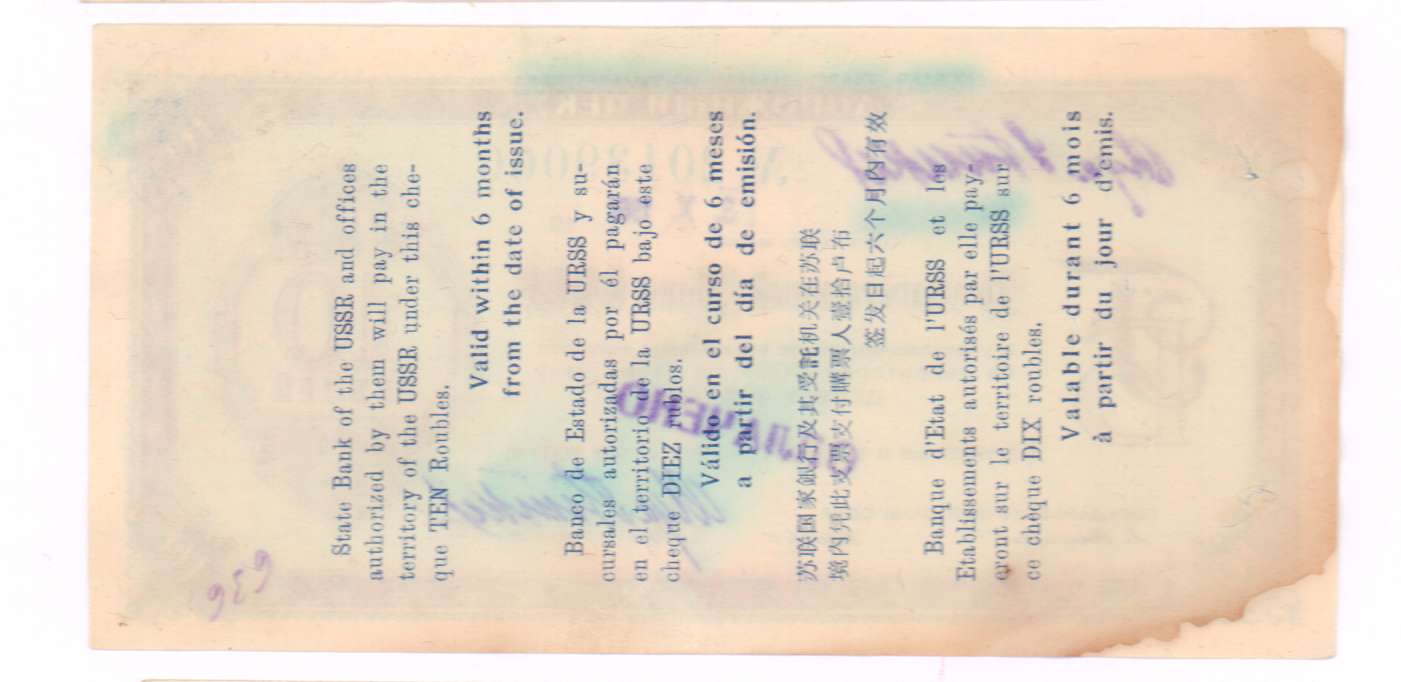 State Bank of the USSR and offices
authorized by them will pay in the
territory of the USSR under this che-
que TEN Roubles.
Valid within 6 months
from the date of issue.
Banco de Estado de la URSS y su-
cursales autorizadas por él pagarán
en el territorio de la URSS bajo este
cheque DIEZ rublos.
Válido en el curso de 6 meses
a partir del día de emisión.
苏联国家銀行及其受託机关在苏联
境内凭此支票支付購票人壹拾卢布
签发日起六个月内有效
Banque d'Etat de l'URSS et les
Etablissements autorisés par elle pay-
eront sur le territoire de l'URSS sur
ce chèque DIX roubles.
Valable durant 6 mois
à partir du jour d'émis.
ОПЛАЧЕНО
636